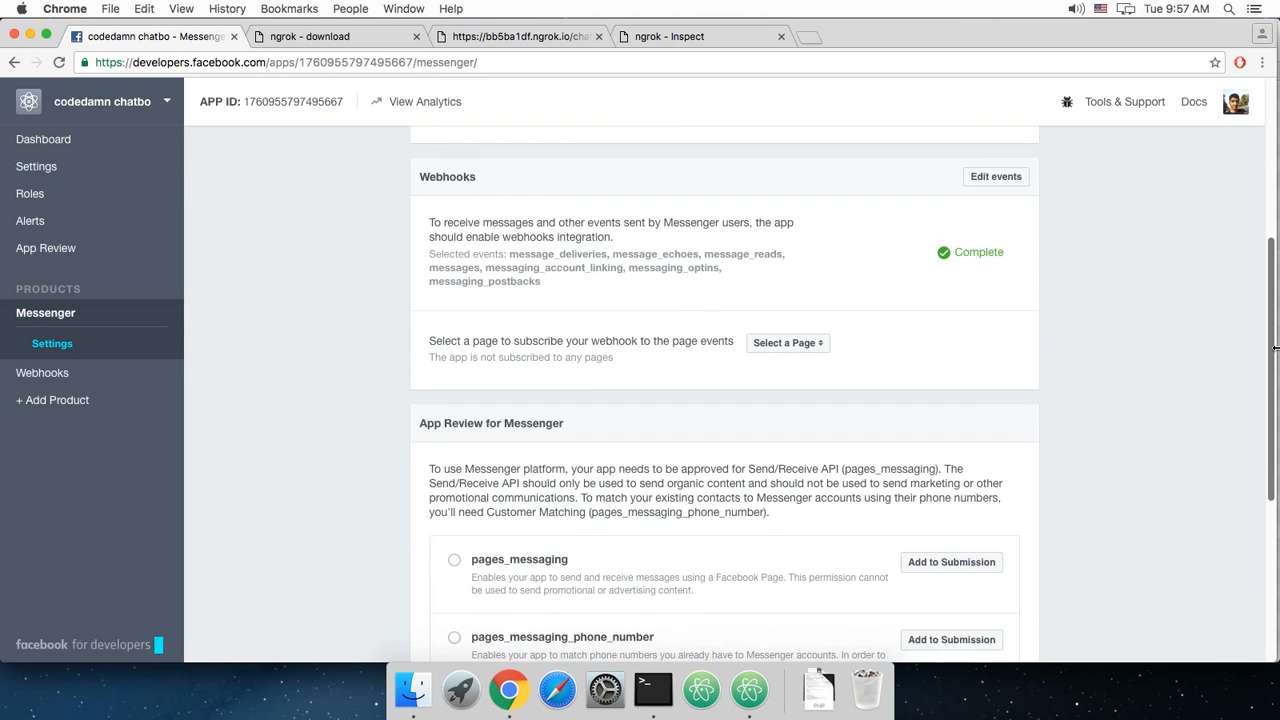 Chrome File Edit View History Bookmarks People Window Help Tue 9:57 AM
codedamn chatbo - Messenge
ngrok - download
https://bb5ba1df.ngrok.io/cha
ngrok - Inspect
https://developers.facebook.com/apps/1760955797495667/messenger/
codedamn chatbo
APP ID: 1760955797495667
View Analytics
Tools & Support
Docs
Dashboard
Settings
Roles
Alerts
App Review
PRODUCTS
Messenger
Settings
Webhooks
+ Add Product
facebook for developers
Webhooks
Edit events
To receive messages and other events sent by Messenger users, the app
should enable webhooks integration.
Selected events: message_deliveries, message_echoes, message_reads,
messages, messaging_account_linking, messaging_optins,
messaging_postbacks
Complete
Select a page to subscribe your webhook to the page events
Select a Page
The app is not subscribed to any pages
App Review for Messenger
To use Messenger platform, your app needs to be approved for Send/Receive API (pages_messaging). The
Send/Receive API should only be used to send organic content and should not be used to send marketing or other
promotional communications. To match your existing contacts to Messenger accounts using their phone numbers,
you'll need Customer Matching (pages_messaging_phone_number).
pages_messaging
Add to Submission
Enables your app to send and receive messages using a Facebook Page. This permission cannot
be used to send promotional or advertising content.
pages_messaging_phone_number
Add to Submission
Enables your app to match phone numbers you already have to Messenger accounts. In order to
PHP